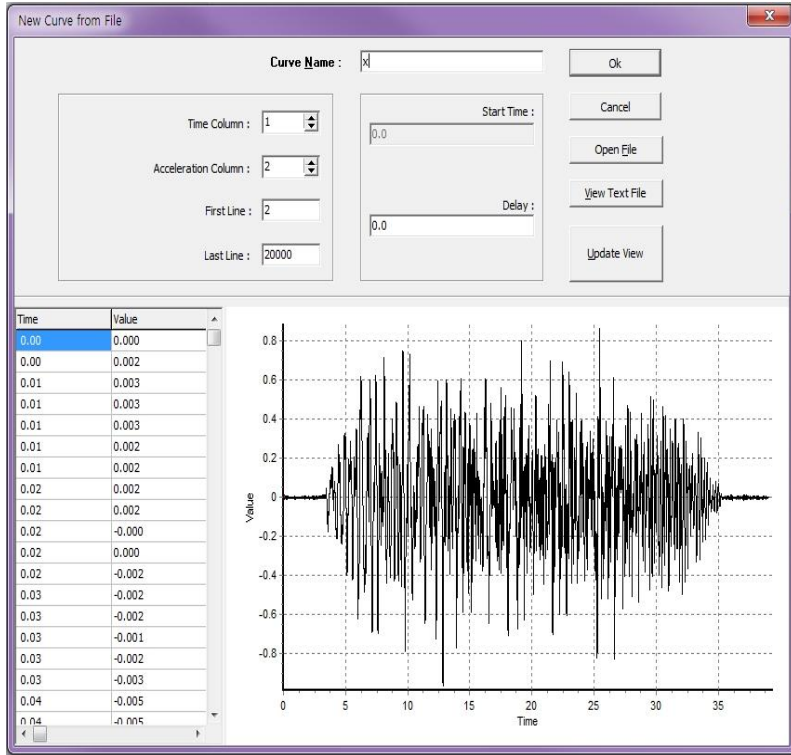 New Curve from File
x
Curve Name :
x
Ok
Time Column :
1
Start Time :
0.0
Cancel
Acceleration Column :
2
Open File
First Line :
2
Delay :
0.0
View Text File
Last Line :
20000
Update View
Time Value
0.00 0.000
0.00 0.002
0.01 0.003
0.01 0.003
0.01 0.003
0.01 0.002
0.01 0.002
0.02 0.002
0.02 0.002
0.02 -0.000
0.02 0.000
0.02 -0.002
0.03 -0.002
0.03 -0.002
0.03 -0.001
0.03 -0.002
0.03 -0.003
0.04 -0.005
0.04 -0.005
0.8
0.6
0.4
0.2
0
-0.2
-0.4
-0.6
-0.8
Value
0 5 10 15 20 25 30 35
Time